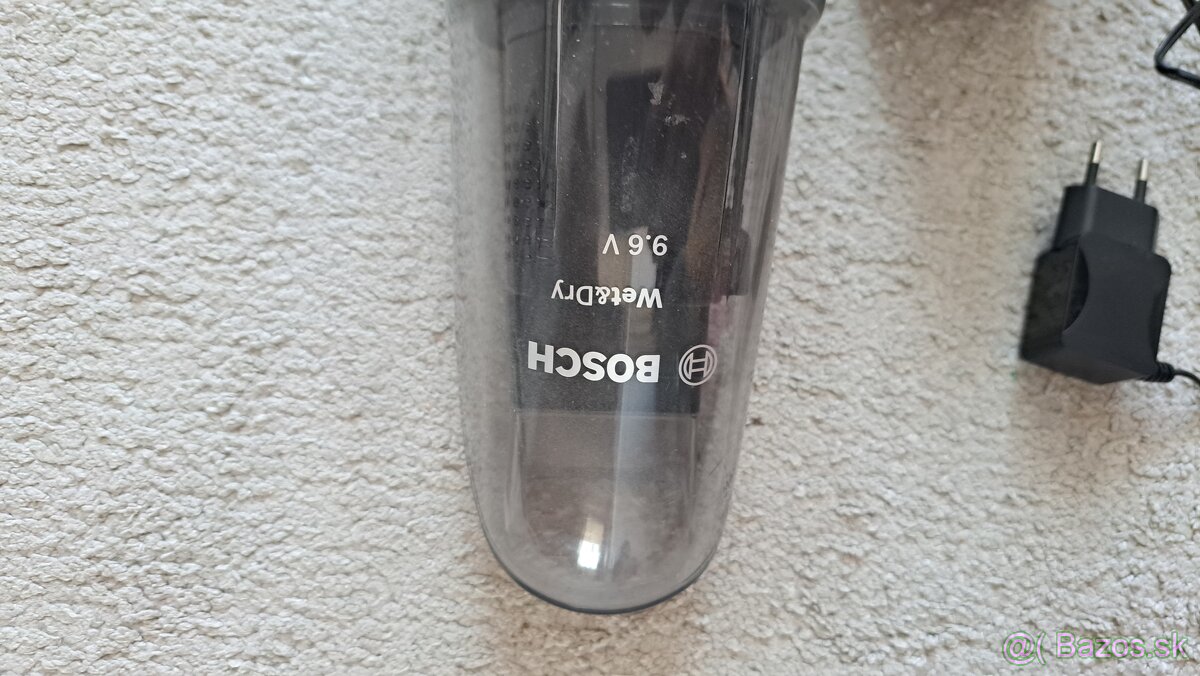 BOSCH
Wet&Dry
9.6 V
@( Bazos.sk